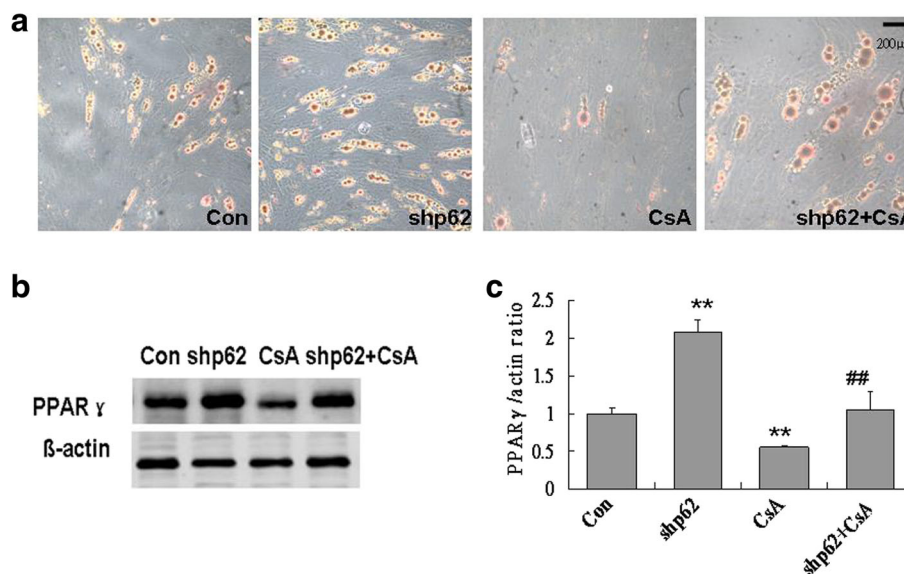 a
Con
shp62
CsA
200μ
shp62+CsA
b
Con shp62 CsA shp62+CsA
PPAR γ
ß-actin
c
PPARγ/actin ratio
2.5
2
1.5
1
0.5
0
**
**
##
Con
shp62
CsA
shp62+CsA